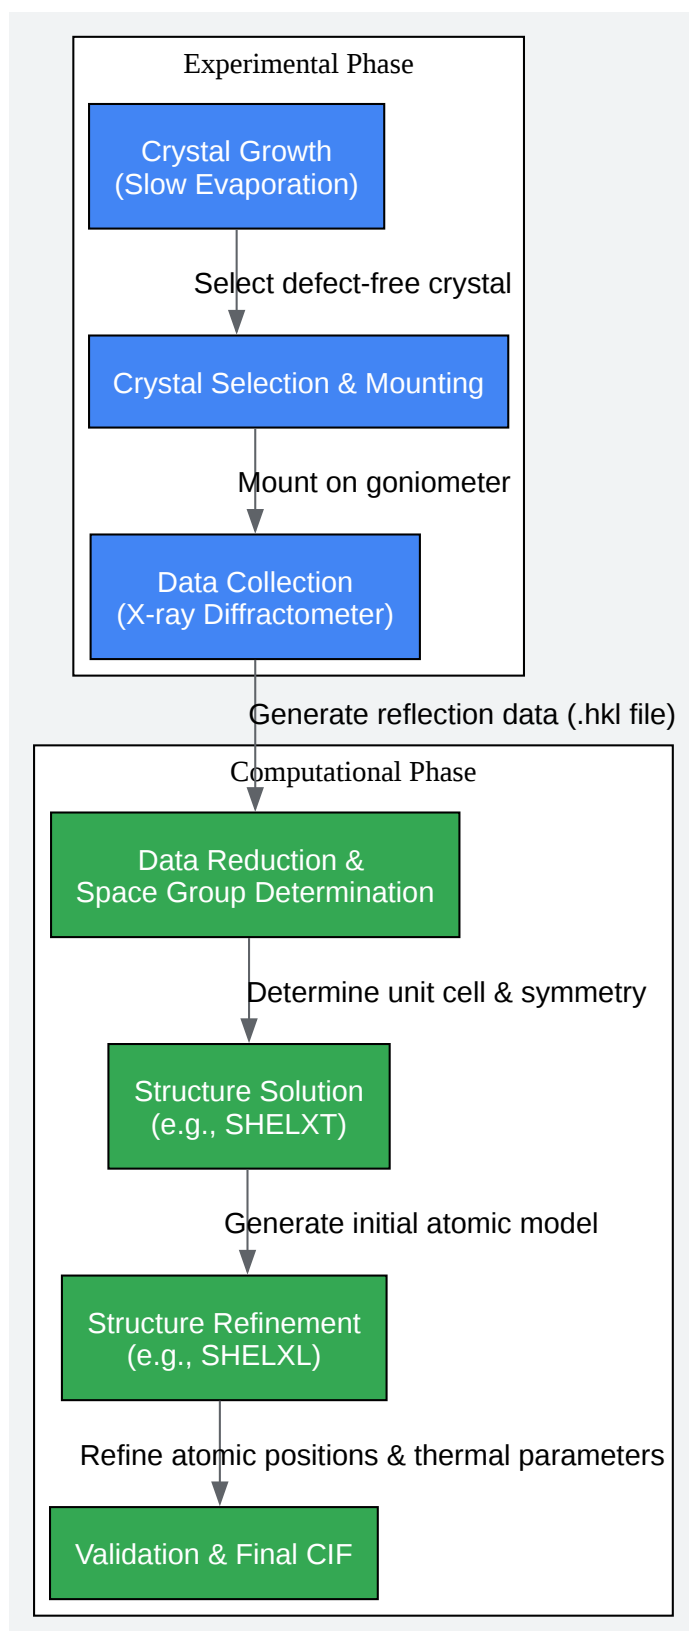 Experimental Phase
Crystal Growth
(Slow Evaporation)
Select defect-free crystal
Crystal Selection & Mounting
Mount on goniometer
Data Collection
(X-ray Diffractometer)
Generate reflection data (.hkl file)
Computational Phase
Data Reduction &
Space Group Determination
Determine unit cell & symmetry
Structure Solution
(e.g., SHELXT)
Generate initial atomic model
Structure Refinement
(e.g., SHELXL)
Refine atomic positions & thermal parameters
Validation & Final CIF